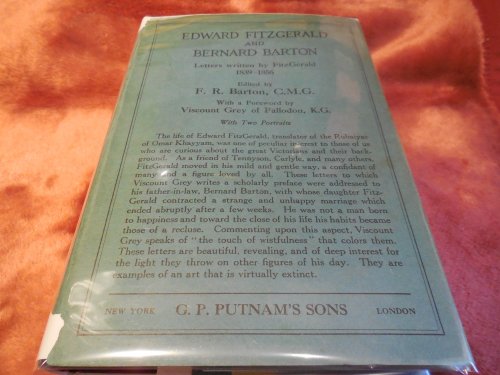 EDWARD FITZGERALD
AND
BERNARD BARTON
Letters written by FitzGerald
1839-1856
Edited by
F. R. Barton, C.M.G.
With a Foreword by
Viscount Grey of Fallodon, K.G.
With Two Portraits
The life of Edward FitzGerald, translator of the Rubaiyat
of Omar Khayyam, was one of peculiar interest to those of us
who are curious about the great Victorians and their back-
ground. As a friend of Tennyson, Carlyle, and many others,
FitzGerald moved in his mild and gentle way, a confidant of
many and a figure loved by all. These letters to which
Viscount Grey writes a scholarly preface were addressed to
his father-in-law, Bernard Barton, with whose daughter Fitz-
Gerald contracted a strange and unhappy marriage which
ended abruptly after a few weeks. He was not a man born
to happiness and toward the close of his life his habits became
those of a recluse. Commenting upon this aspect, Viscount
Grey speaks of "the touch of wistfulness" that colors them.
These letters are beautiful, revealing, and of deep interest for
the light they throw on other figures of his day. They are
examples of an art that is virtually extinct.
NEW YORK G. P. PUTNAM'S SONS LONDON